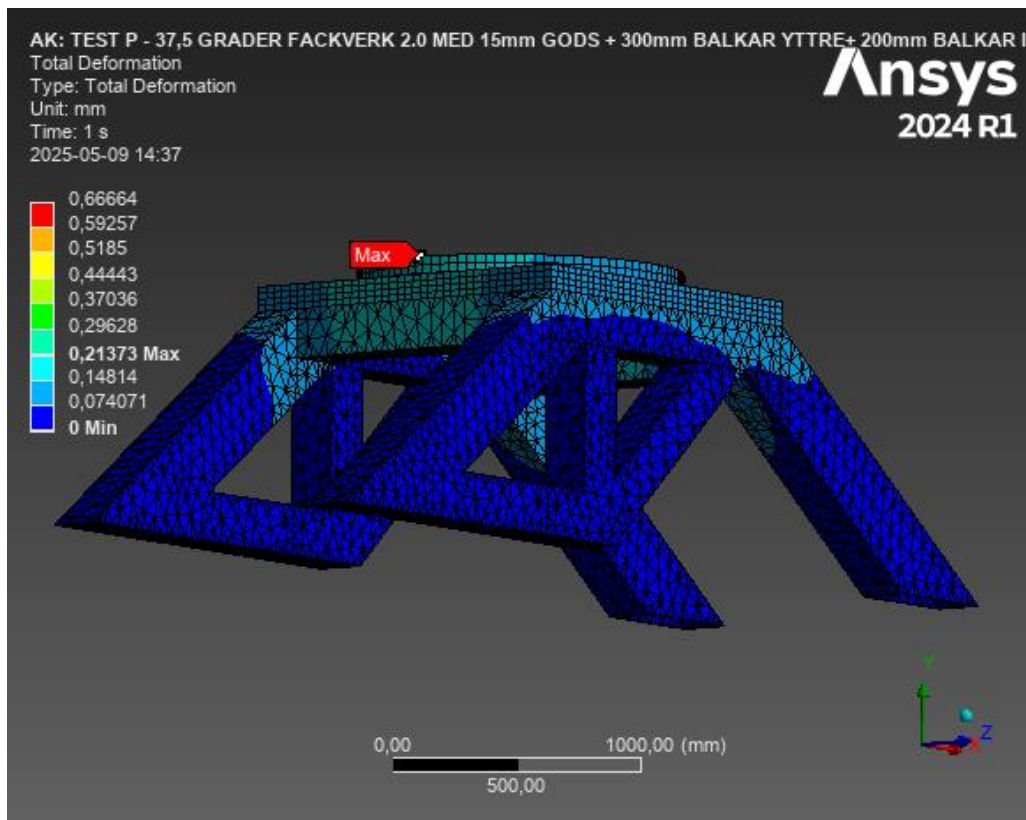 AK: TEST P - 37,5 GRADER FACKVERK 2.0 MED 15mm GODS + 300mm BALKAR YTTRE+ 200mm BALKAR I
Total Deformation
Type: Total Deformation
Unit: mm
Time: 1 s
2025-05-09 14:37
Ansys
2024 R1
0,66664
0,59257
0,5185
0,44443
0,37036
0,29628
0,21373 Max
0,14814
0,074071
0 Min
Max
Y
Z
X
0,00
1000,00 (mm)
500,00